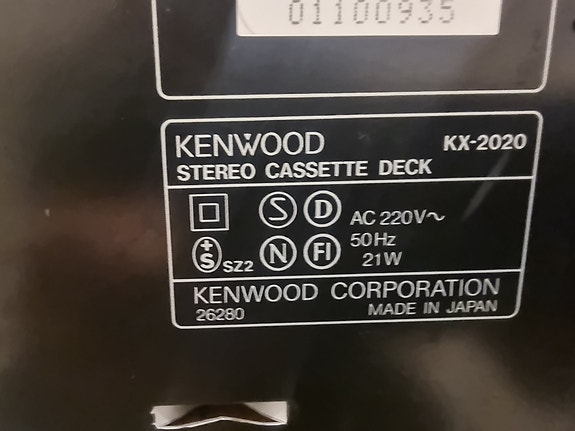 01100935
KENWOOD KX-2020
STEREO CASSETTE DECK
S D AC 220V~
+S SZ2 N FI 50Hz
21W
KENWOOD CORPORATION
26280 MADE IN JAPAN